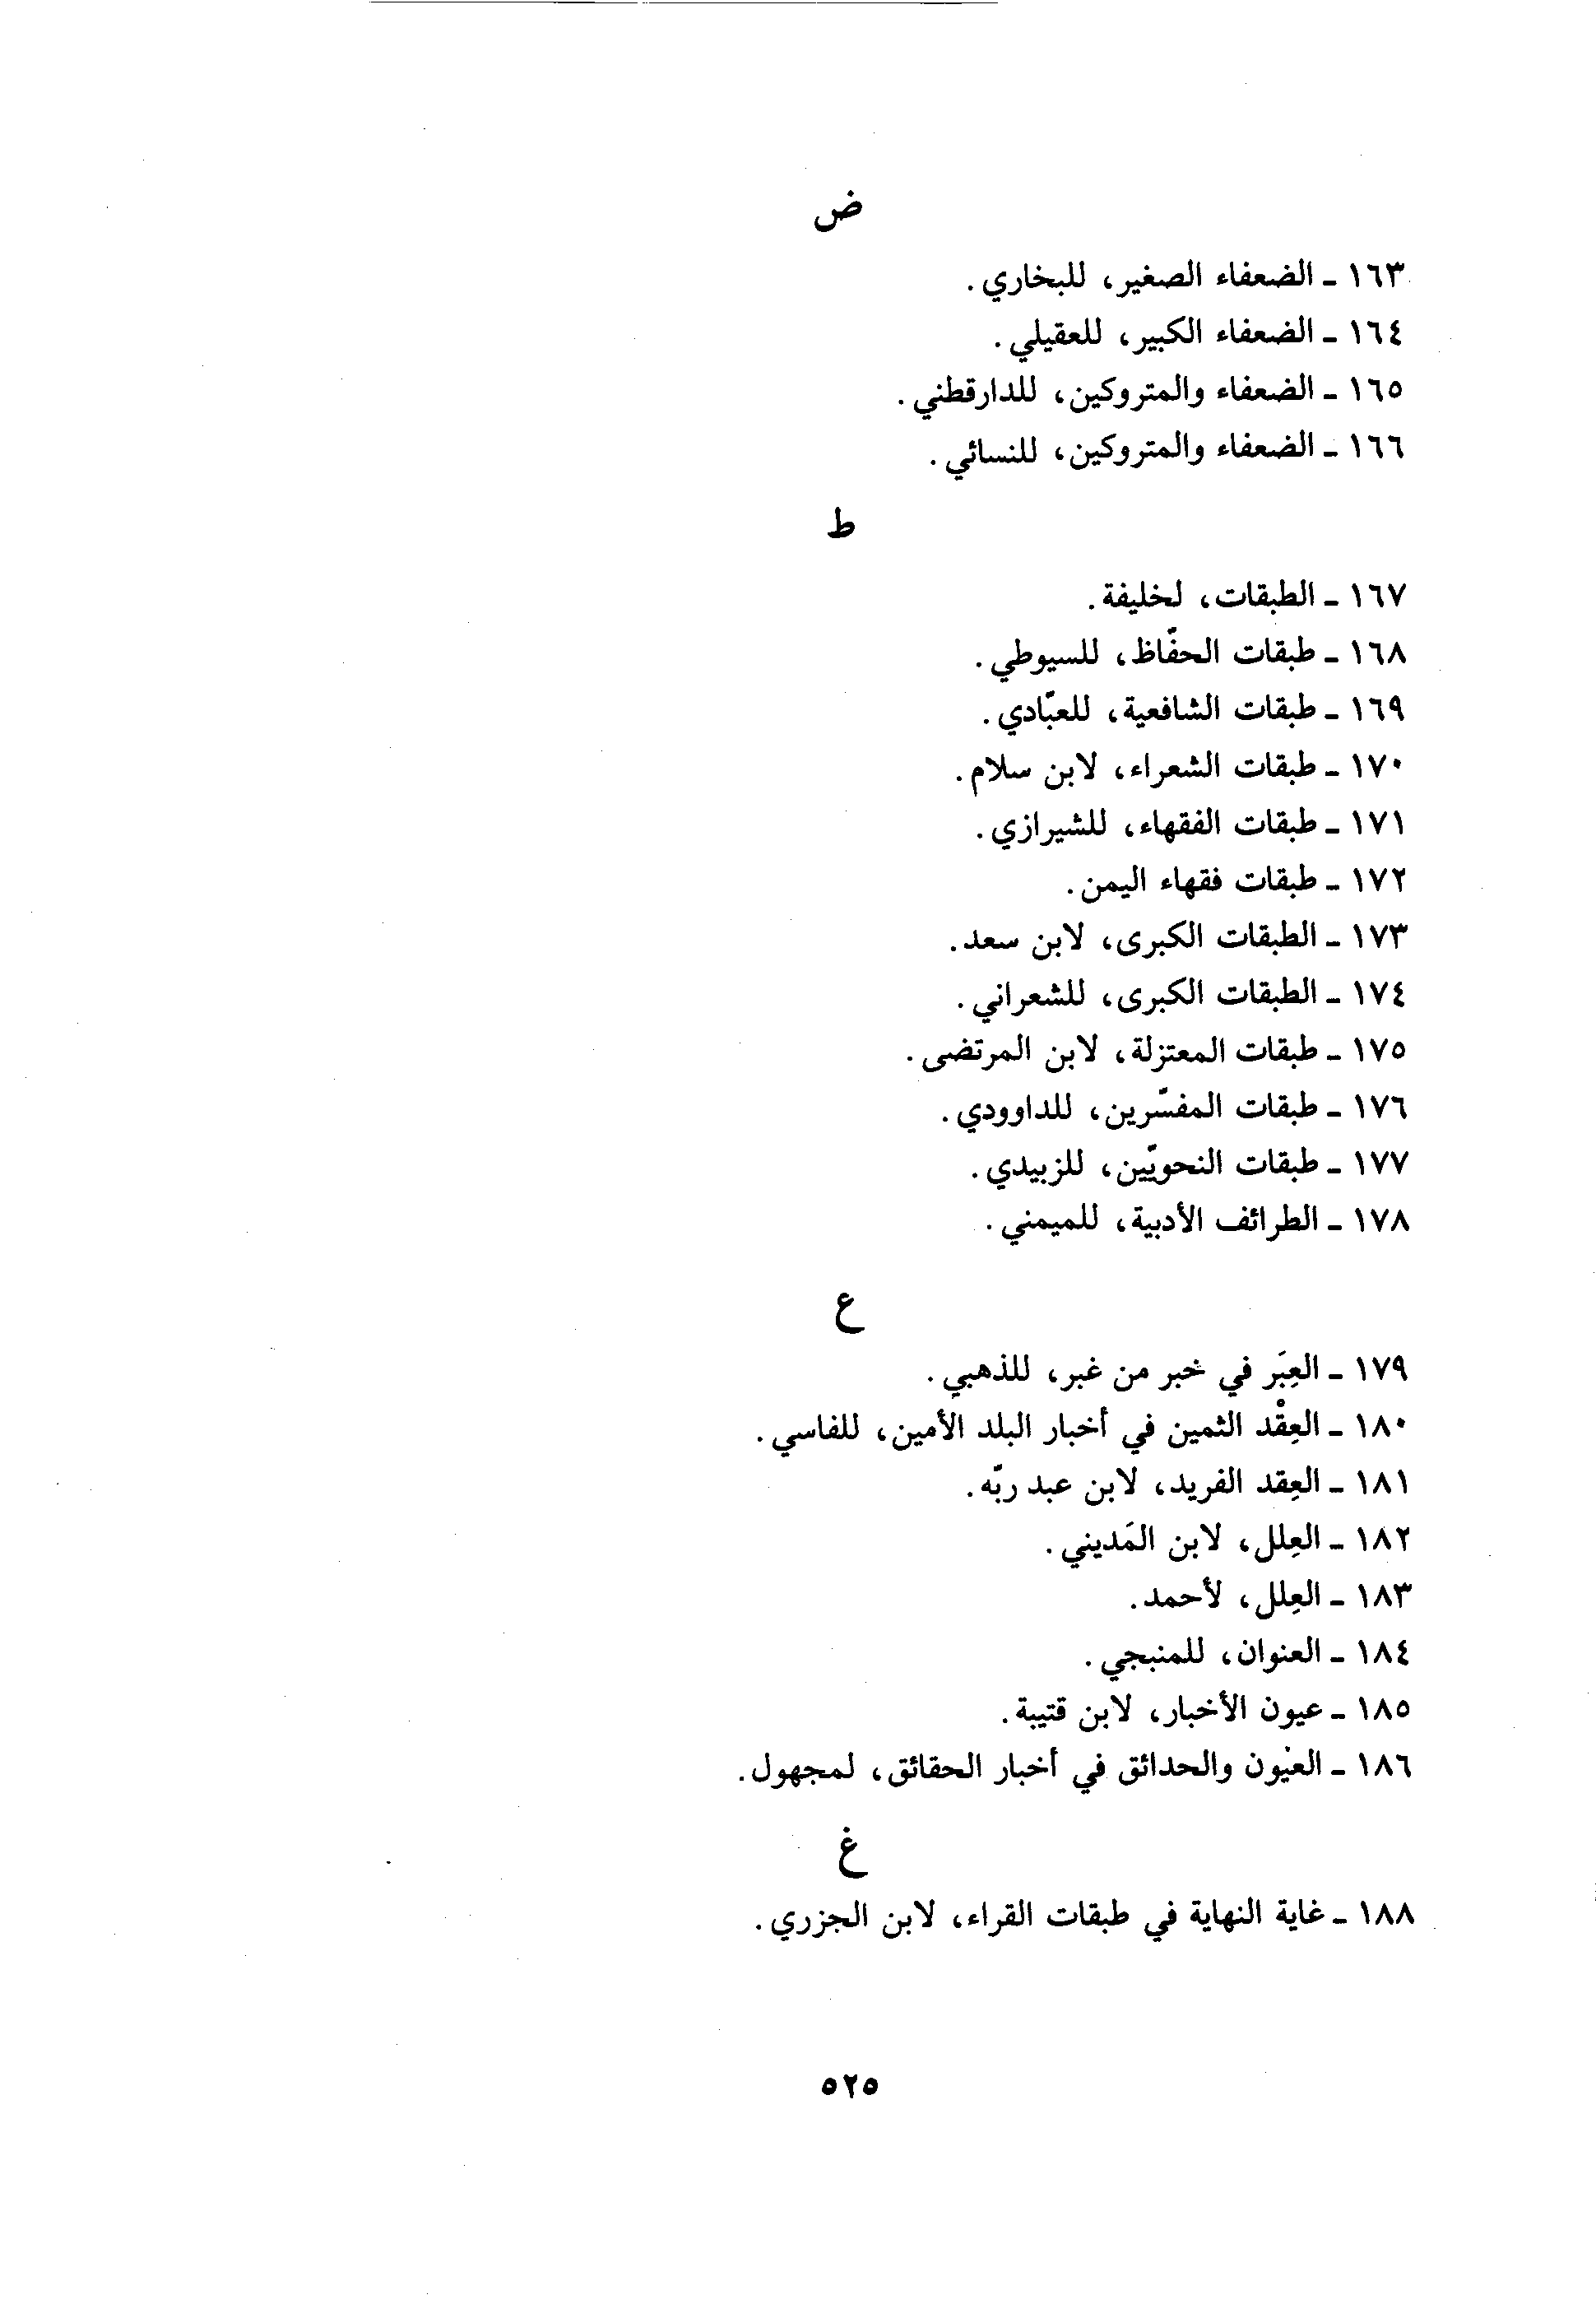 ض
١٦٣ - الضعفاء الصغير، للبخاري.
١٦٤ - الضعفاء الكبير، للعقيلي.
١٦٥ - الضعفاء والمتروكين، للدارقطني.
١٦٦ - الضعفاء والمتروكين، للنسائي.
ط
١٦٧ - الطبقات، لخليفة.
١٦٨ - طبقات الحفّاظ، للسيوطي.
١٦٩ - طبقات الشافعية، للعبّادي.
١٧٠ - طبقات الشعراء، لابن سلام.
١٧١ - طبقات الفقهاء، للشيرازي.
١٧٢ - طبقات فقهاء اليمن.
١٧٣ - الطبقات الكبرى، لابن سعد.
١٧٤ - الطبقات الكبرى، للشعراني.
١٧٥ - طبقات المعتزلة، لابن المرتضى.
١٧٦ - طبقات المفسّرين، للداوودي.
١٧٧ - طبقات النحويّين، للزبيدي.
١٧٨ - الطرائف الأدبية، للميمني.
ع
١٧٩ - العِبَر في خبر من غبر، للذهبي.
١٨٠ - العِقْد الثمين في أخبار البلد الأمين، للفاسي.
١٨١ - العِقد الفريد، لابن عبد ربّه.
١٨٢ - العِلل، لابن المَديني.
١٨٣ - العِلل، لأحمد.
١٨٤ - العنوان، للمنبجي.
١٨٥ - عيون الأخبار، لابن قتيبة.
١٨٦ - العيون والحدائق في أخبار الحقائق، لمجهول.
غ
١٨٨ - غاية النهاية في طبقات القراء، لابن الجزري.
٥٢٥